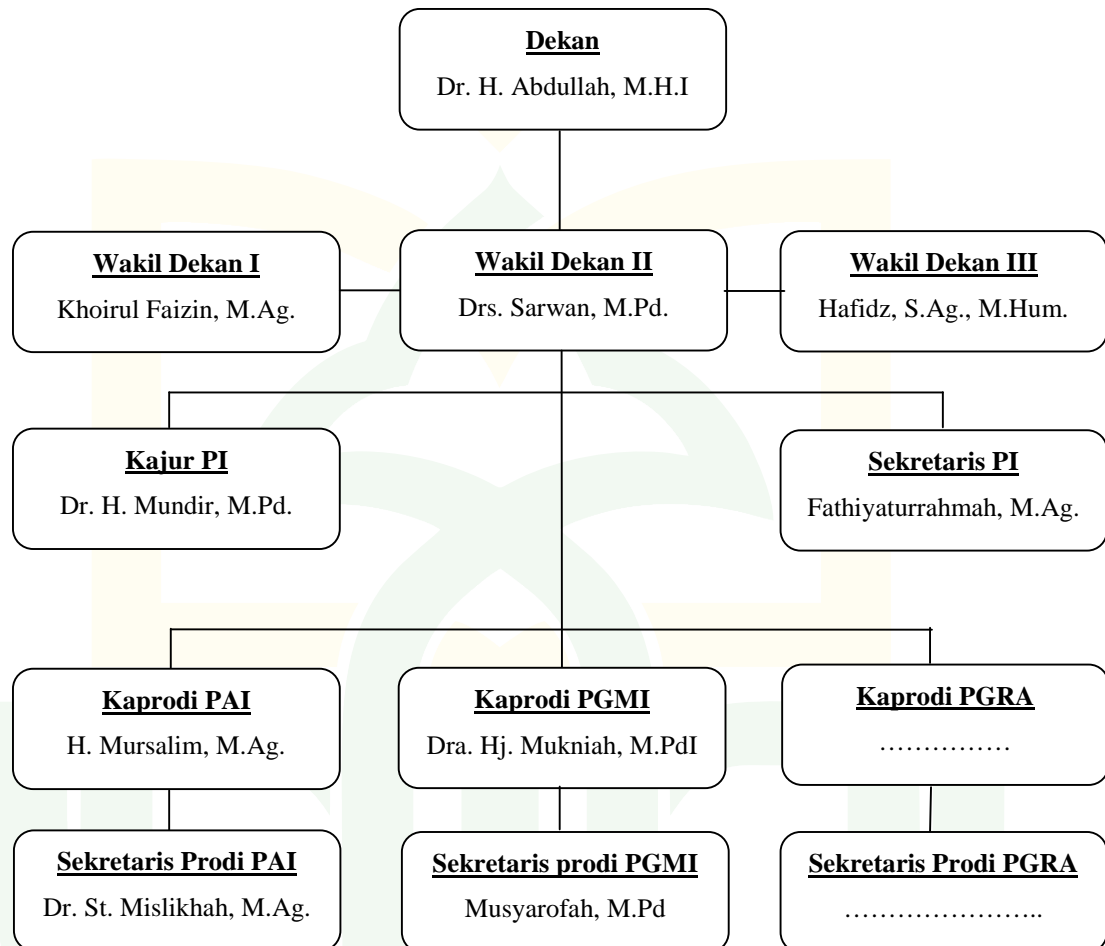 Dekan
Dr. H. Abdullah, M.H.I
Wakil Dekan I
Khoirul Faizin, M.Ag.
Wakil Dekan II
Drs. Sarwan, M.Pd.
Wakil Dekan III
Hafidz, S.Ag., M.Hum.
Kajur PI
Dr. H. Mundir, M.Pd.
Sekretaris PI
Fathiyaturrahmah, M.Ag.
Kaprodi PAI
H. Mursalim, M.Ag.
Kaprodi PGMI
Dra. Hj. Mukniah, M.PdI
Kaprodi PGRA
……………
Sekretaris Prodi PAI
Dr. St. Mislikhah, M.Ag.
Sekretaris prodi PGMI
Musyarofah, M.Pd
Sekretaris Prodi PGRA
…………………..